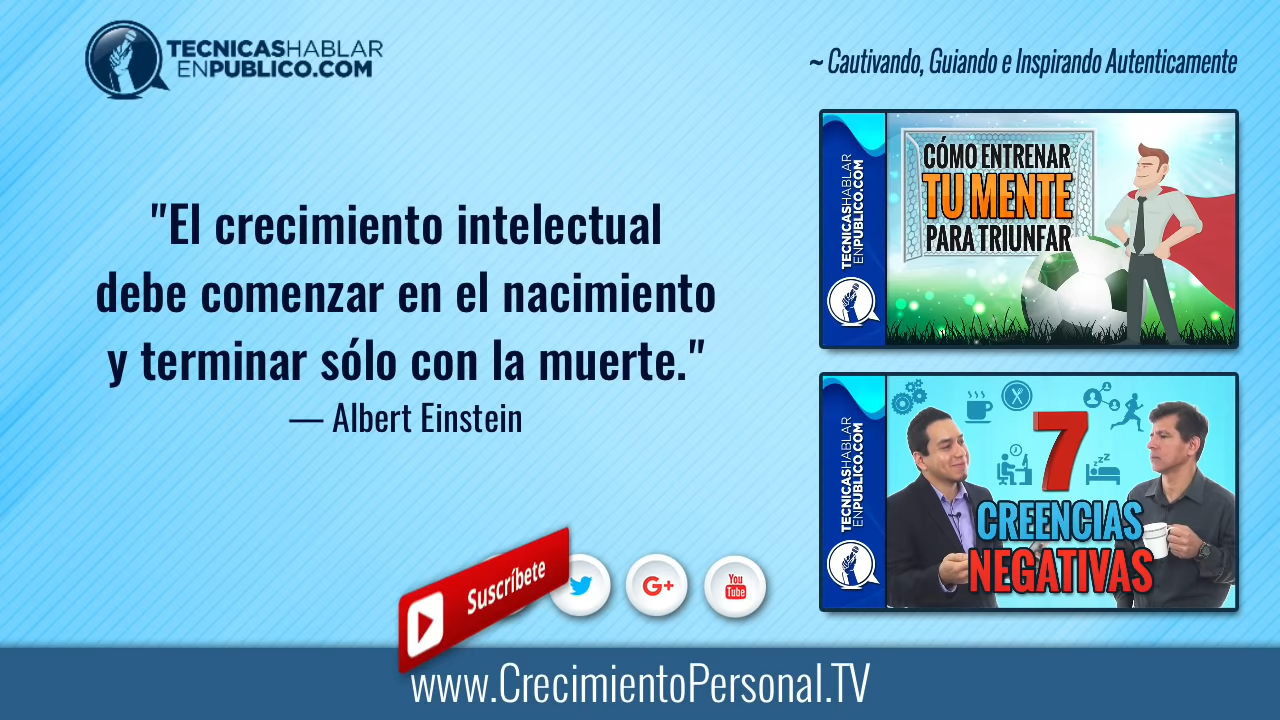 TECNICASHABLAR
ENPUBLICO.COM
~ Cautivando, Guiando e Inspirando Autenticamente
"El crecimiento intelectual
debe comenzar en el nacimiento
y terminar sólo con la muerte."
— Albert Einstein
CÓMO ENTRENAR
TU MENTE
PARA TRIUNFAR
TECNICASHABLAR
ENPUBLICO.COM
7
CREENCIAS
NEGATIVAS
TECNICASHABLAR
ENPUBLICO.COM
zZZ
Suscríbete
G+
You
Tube
www.CrecimientoPersonal.TV